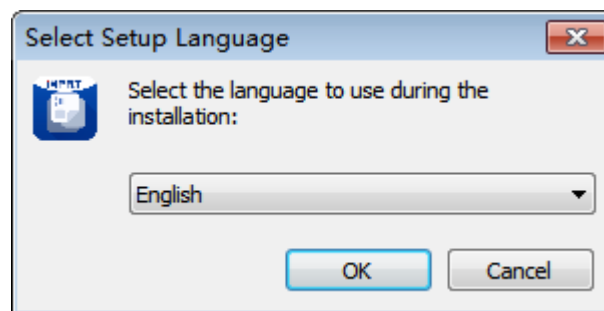 Select Setup Language
Select the language to use during the
installation:
English
OK
Cancel